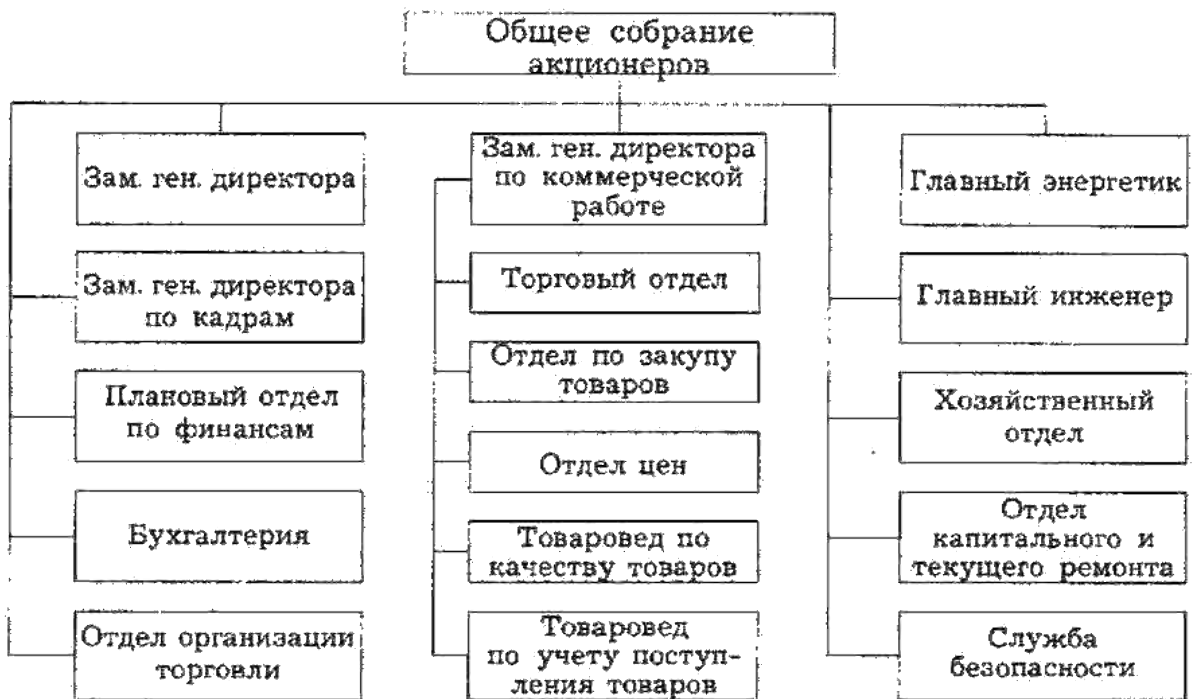 Общее собрание
акционеров
Зам. ген. директора
Зам. ген. директора
по кадрам
Плановый отдел
по финансам
Бухгалтерия
Отдел организации
торговли
Зам. ген. директора
по коммерческой
работе
Торговый отдел
Отдел по закупу
товаров
Отдел цен
Товаровед по
качеству товаров
Товаровед
по учету поступ-
ления товаров
Главный энергетик
Главный инженер
Хозяйственный
отдел
Отдел
капитального и
текущего ремонта
Служба
безопасности